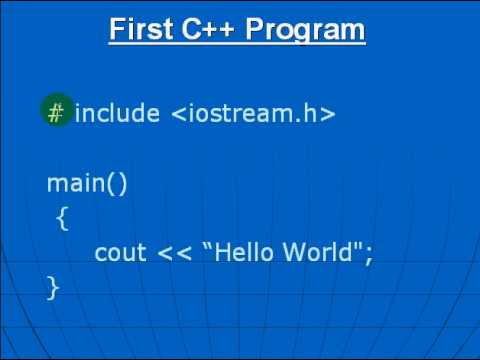 First C++ Program
# include <iostream.h>
main()
{
cout << “Hello World";
}